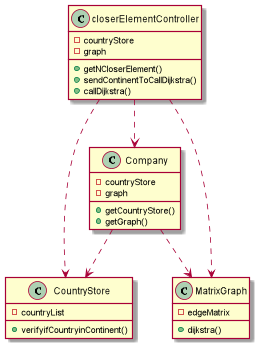 C closerElementController
countryStore
graph
getNCloserElement()
sendContinentToCallDijkstra()
callDijkstra()
C Company
countryStore
graph
getCountryStore()
getGraph()
C CountryStore
countryList
verifyifCountryinContinent()
C MatrixGraph
edgeMatrix
dijkstra()